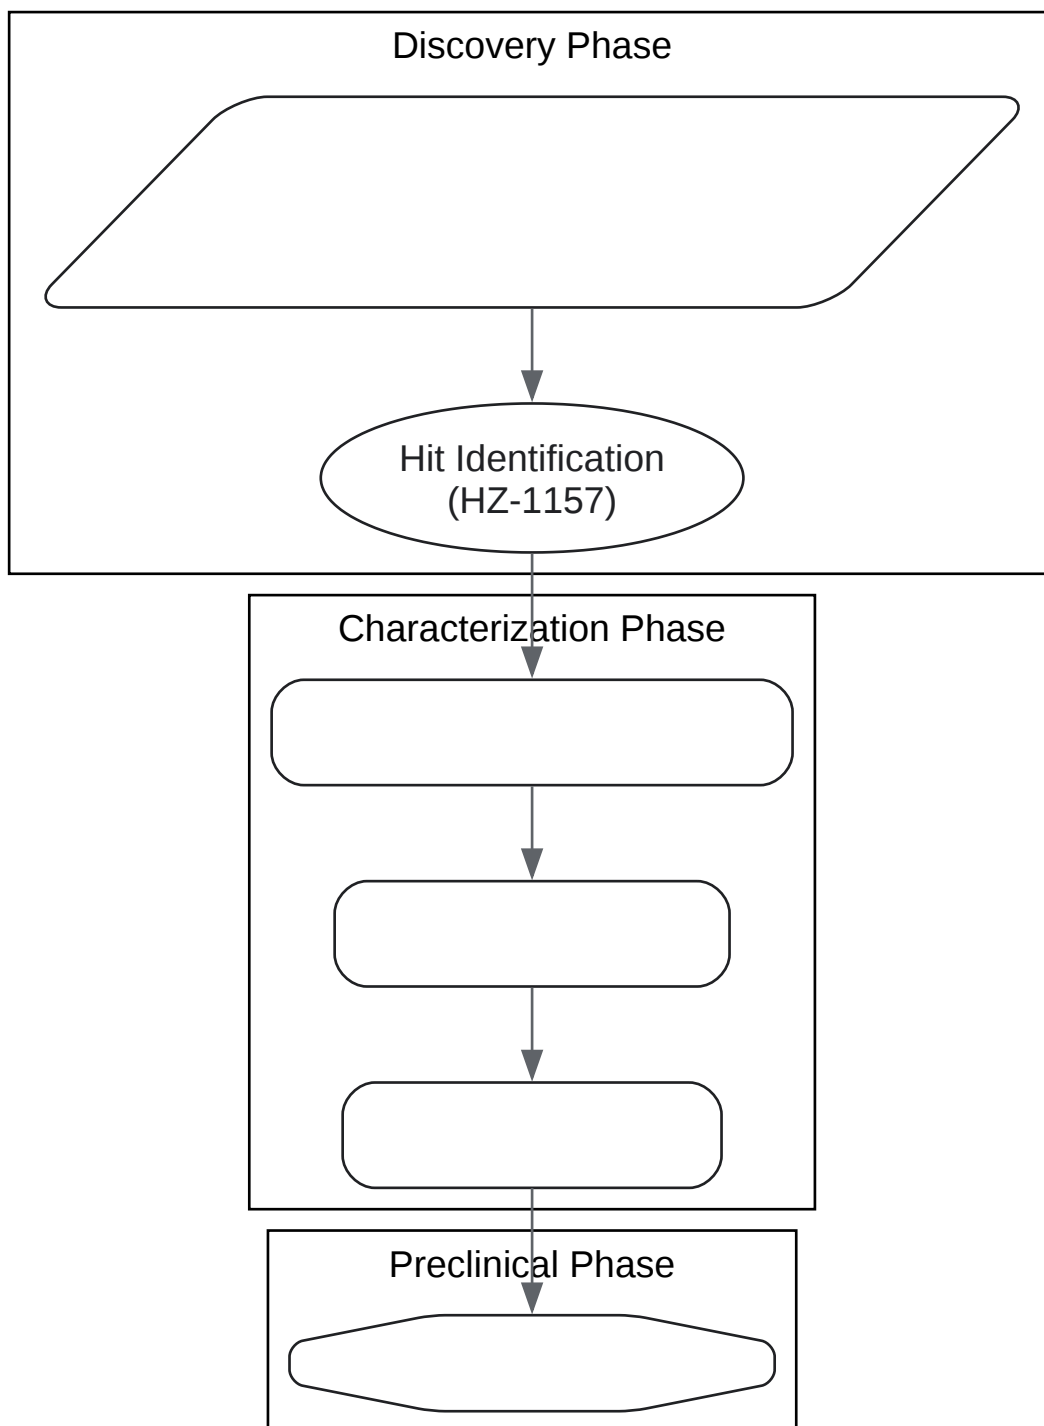 Discovery Phase
Hit Identification
(HZ-1157)
Characterization Phase
Preclinical Phase